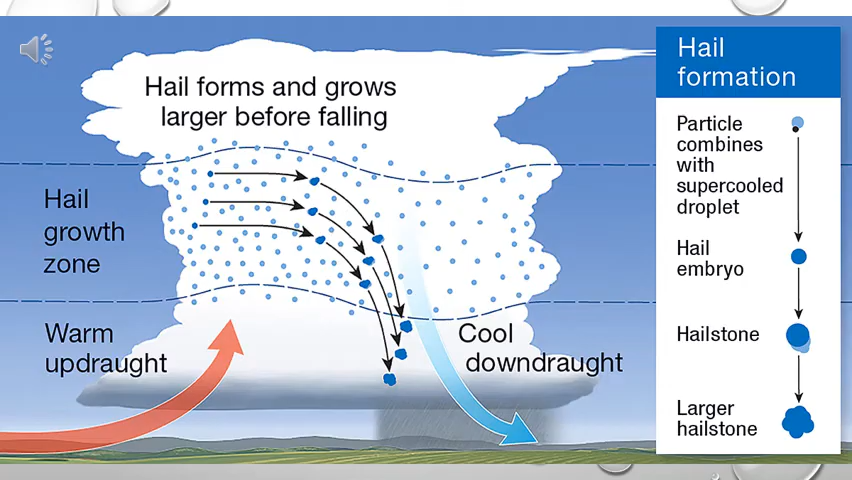 Hail forms and grows
larger before falling
Hail
growth
zone
Warm
updraught
Cool
downdraught
Hail
formation
Particle
combines
with
supercooled
droplet
Hail
embryo
Hailstone
Larger
hailstone